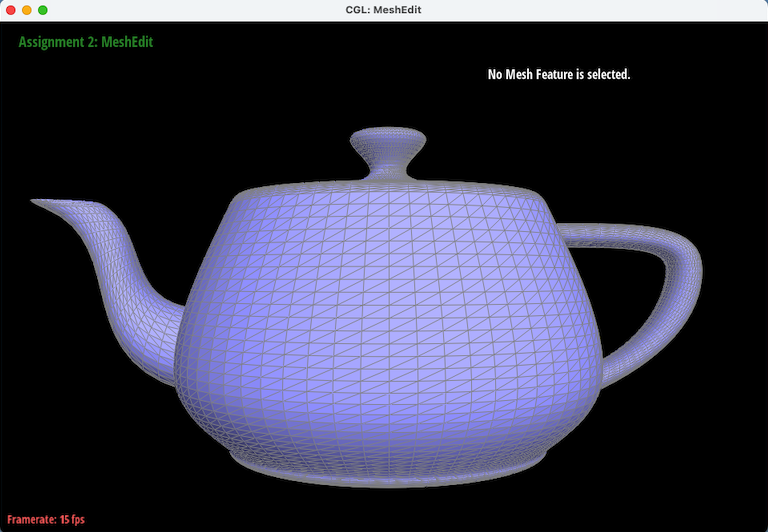 CGL: MeshEdit
Assignment 2: MeshEdit
No Mesh Feature is selected.
Framerate: 15 fps